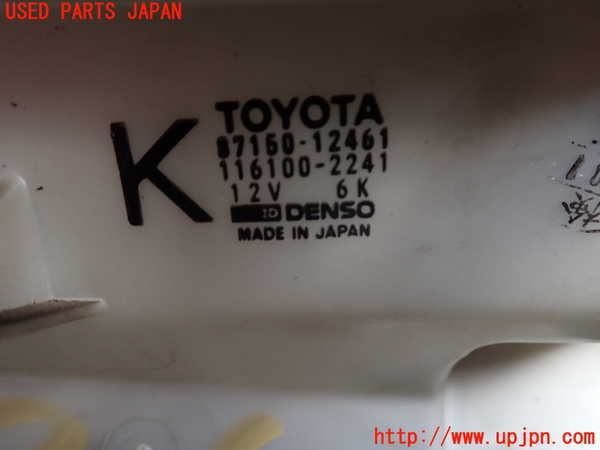 USED PARTS JAPAN
TOYOTA
87150-12461
116100-2241
K
12V 6K
DENSO
MADE IN JAPAN
http://www.upjpn.com/